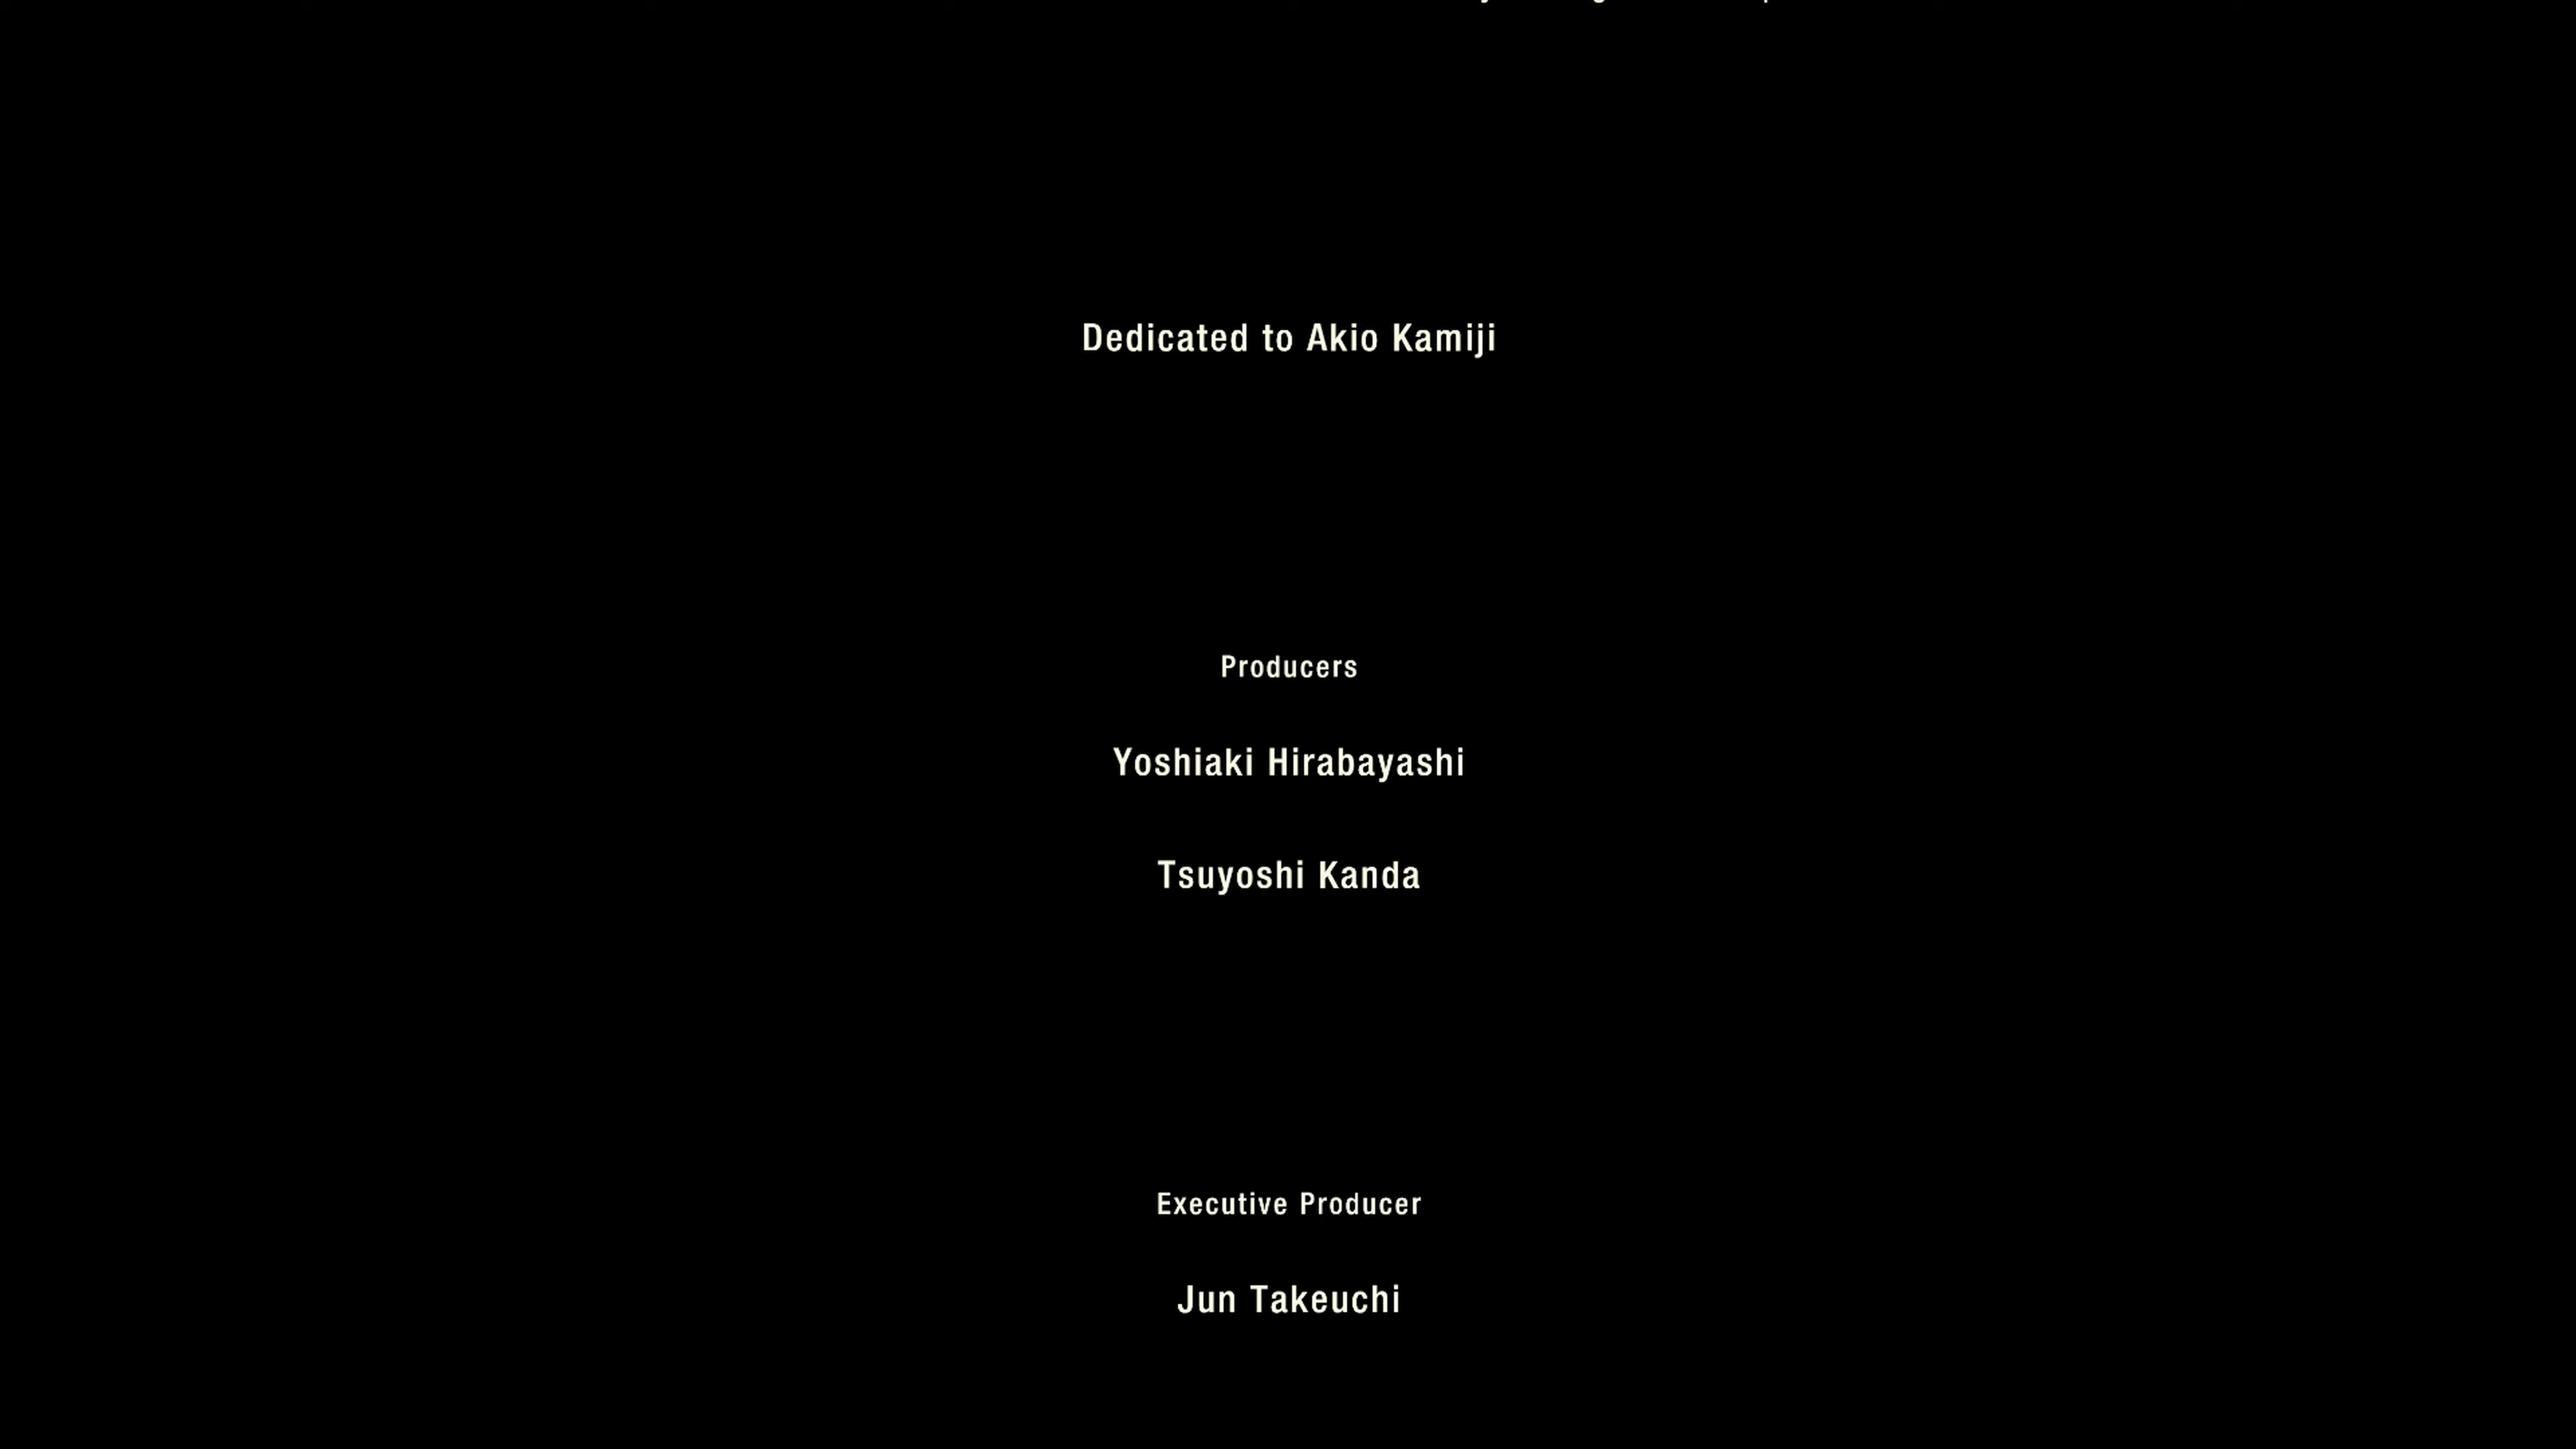 Dedicated to Akio Kamiji
Producers
Yoshiaki Hirabayashi
Tsuyoshi Kanda
Executive Producer
Jun Takeuchi